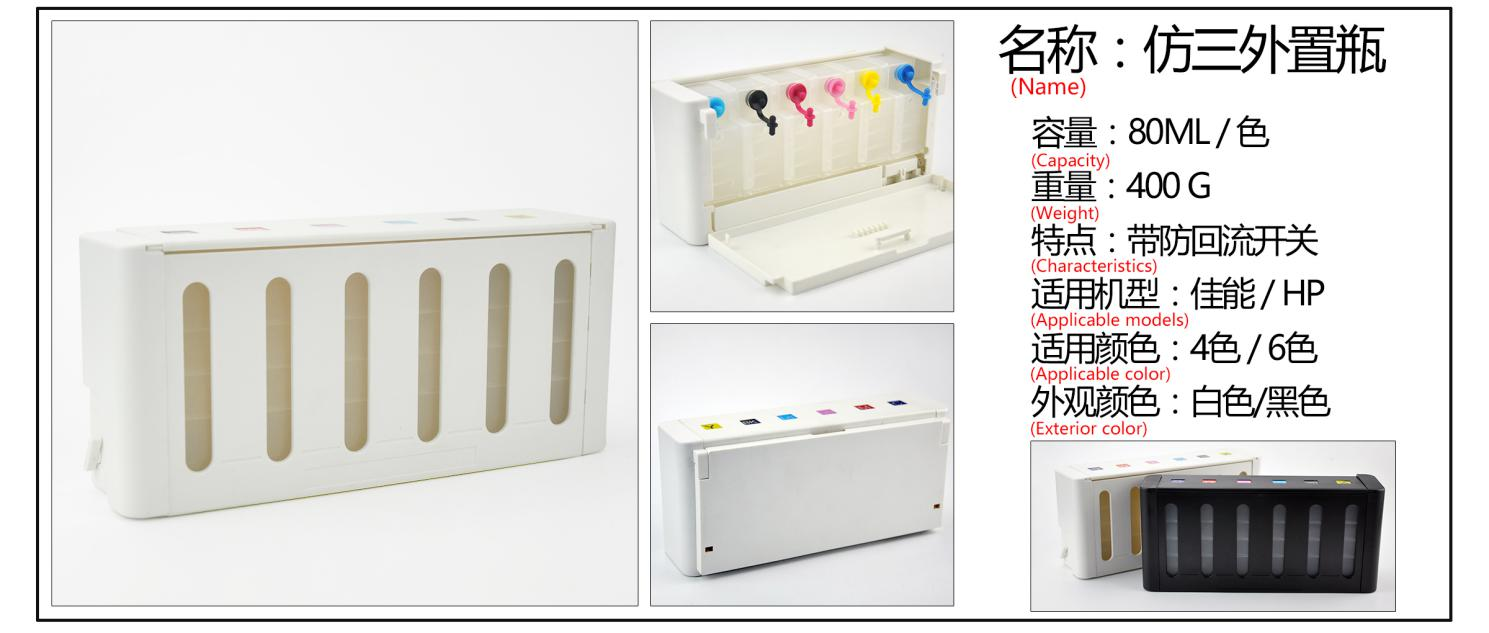 名称：仿三外置瓶
(Name)
容量：80ML / 色
(Capacity)
重量：400 G
(Weight)
特点：带防回流开关
(Characteristics)
适用机型：佳能 / HP
(Applicable models)
适用颜色：4色 / 6色
(Applicable color)
外观颜色：白色/黑色
(Exterior color)